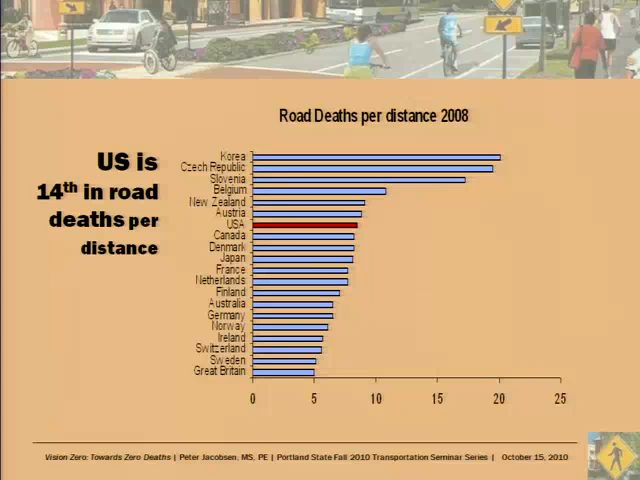 Road Deaths per distance 2008
US is
14th in road
deaths per
distance
Korea
Czech Republic
Slovenia
Belgium
New Zealand
Austria
USA
Canada
Denmark
Japan
France
Netherlands
Finland
Australia
Germany
Norway
Ireland
Switzerland
Sweden
Great Britain
0 5 10 15 20 25
Vision Zero: Towards Zero Deaths | Peter Jacobsen, MS, PE | Portland State Fall 2010 Transportation Seminar Series | October 15, 2010